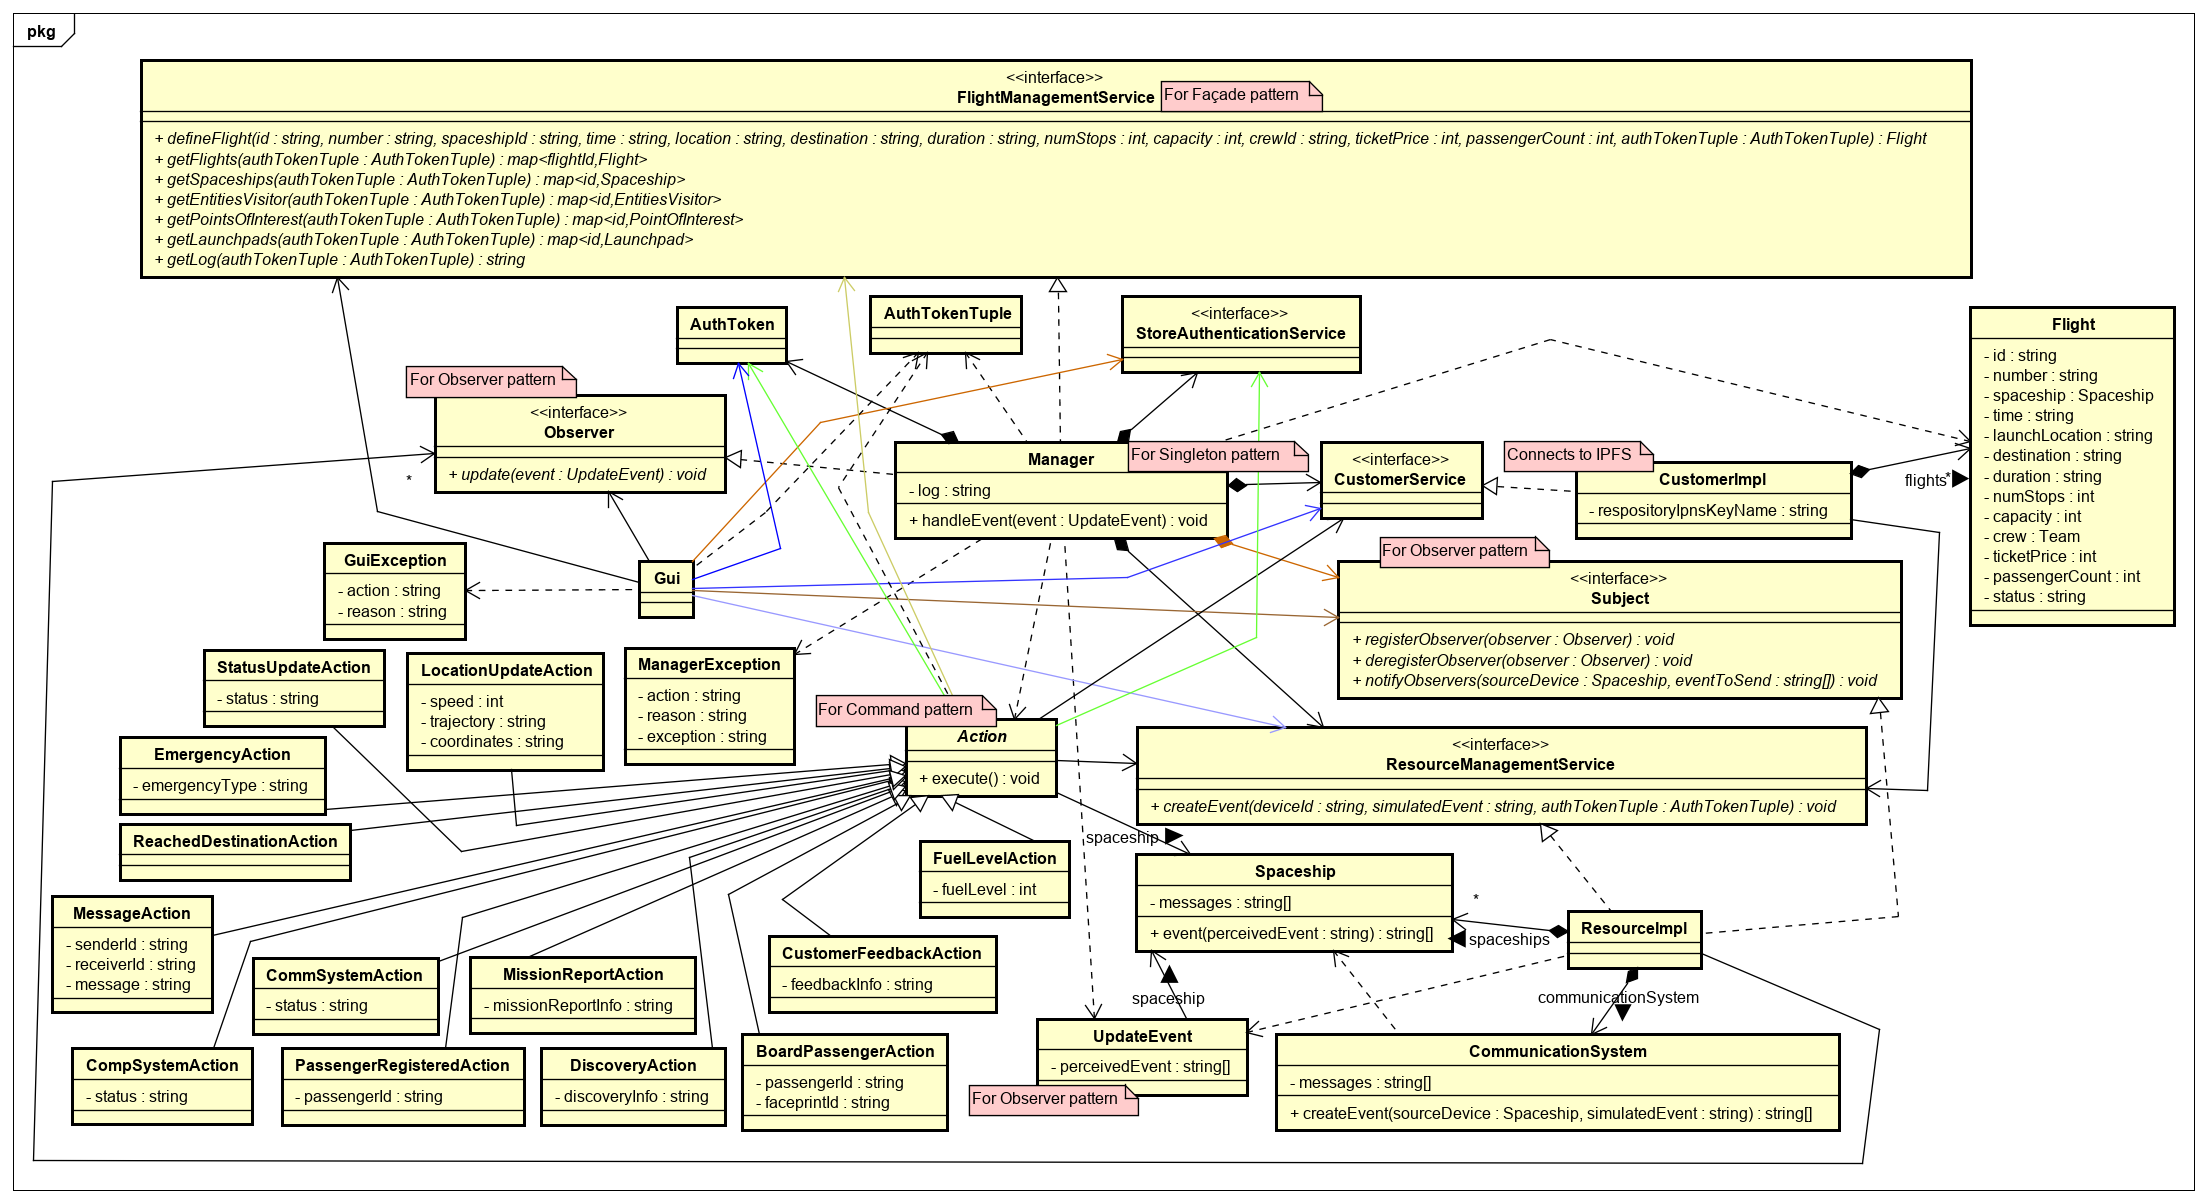 pkg
<<interface>>
FlightManagementService
For Façade pattern
+ defineFlight(id : string, number : string, spaceshipId : string, time : string, location : string, destination : string, duration : string, numStops : int, capacity : int, crewId : string, ticketPrice : int, passengerCount : int, authTokenTuple : AuthTokenTuple) : Flight
+ getFlights(authTokenTuple : AuthTokenTuple) : map<flightId,Flight>
+ getSpaceships(authTokenTuple : AuthTokenTuple) : map<id,Spaceship>
+ getEntitiesVisitor(authTokenTuple : AuthTokenTuple) : map<id,EntitiesVisitor>
+ getPointsOfInterest(authTokenTuple : AuthTokenTuple) : map<id,PointOfInterest>
+ getLaunchpads(authTokenTuple : AuthTokenTuple) : map<id,Launchpad>
+ getLog(authTokenTuple : AuthTokenTuple) : string
AuthToken
AuthTokenTuple
<<interface>>
StoreAuthenticationService
Flight
- id : string
- number : string
- spaceship : Spaceship
- time : string
- launchLocation : string
- destination : string
- duration : string
- numStops : int
- capacity : int
- crew : Team
- ticketPrice : int
- passengerCount : int
- status : string
For Observer pattern
<<interface>>
Observer
+ update(event : UpdateEvent) : void
*
Manager
For Singleton pattern
- log : string
+ handleEvent(event : UpdateEvent) : void
<<interface>>
CustomerService
Connects to IPFS
CustomerImpl
- respositoryIpnsKeyName : string
flights
*
GuiException
- action : string
- reason : string
Gui
For Observer pattern
<<interface>>
Subject
+ registerObserver(observer : Observer) : void
+ deregisterObserver(observer : Observer) : void
+ notifyObservers(sourceDevice : Spaceship, eventToSend : string[]) : void
StatusUpdateAction
- status : string
LocationUpdateAction
- speed : int
- trajectory : string
- coordinates : string
ManagerException
- action : string
- reason : string
- exception : string
For Command pattern
Action
+ execute() : void
<<interface>>
ResourceManagementService
+ createEvent(deviceId : string, simulatedEvent : string, authTokenTuple : AuthTokenTuple) : void
EmergencyAction
- emergencyType : string
ReachedDestinationAction
spaceship
FuelLevelAction
- fuelLevel : int
Spaceship
- messages : string[]
+ event(perceivedEvent : string) : string[]
*
spaceships
ResourceImpl
MessageAction
- senderId : string
- receiverId : string
- message : string
CommSystemAction
- status : string
MissionReportAction
- missionReportInfo : string
CustomerFeedbackAction
- feedbackInfo : string
spaceship
communicationSystem
UpdateEvent
- perceivedEvent : string[]
For Observer pattern
CommunicationSystem
- messages : string[]
+ createEvent(sourceDevice : Spaceship, simulatedEvent : string) : string[]
CompSystemAction
- status : string
PassengerRegisteredAction
- passengerId : string
DiscoveryAction
- discoveryInfo : string
BoardPassengerAction
- passengerId : string
- faceprintId : string